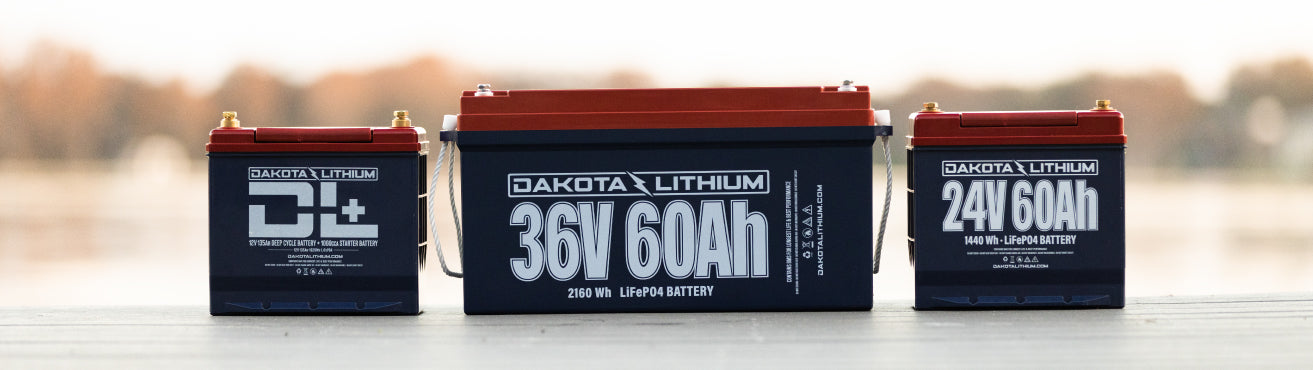 DAKOTA LITHIUM
DL+
12V 135Ah DEEP CYCLE BATTERY + 1000cca STARTER BATTERY
DAKOTALITHIUM.COM
DAKOTA LITHIUM
36V 60Ah
2160 Wh LiFePO4 BATTERY
DAKOTALITHIUM.COM
DAKOTA LITHIUM
24V 60Ah
1440 Wh - LiFePO4 BATTERY
DAKOTALITHIUM.COM